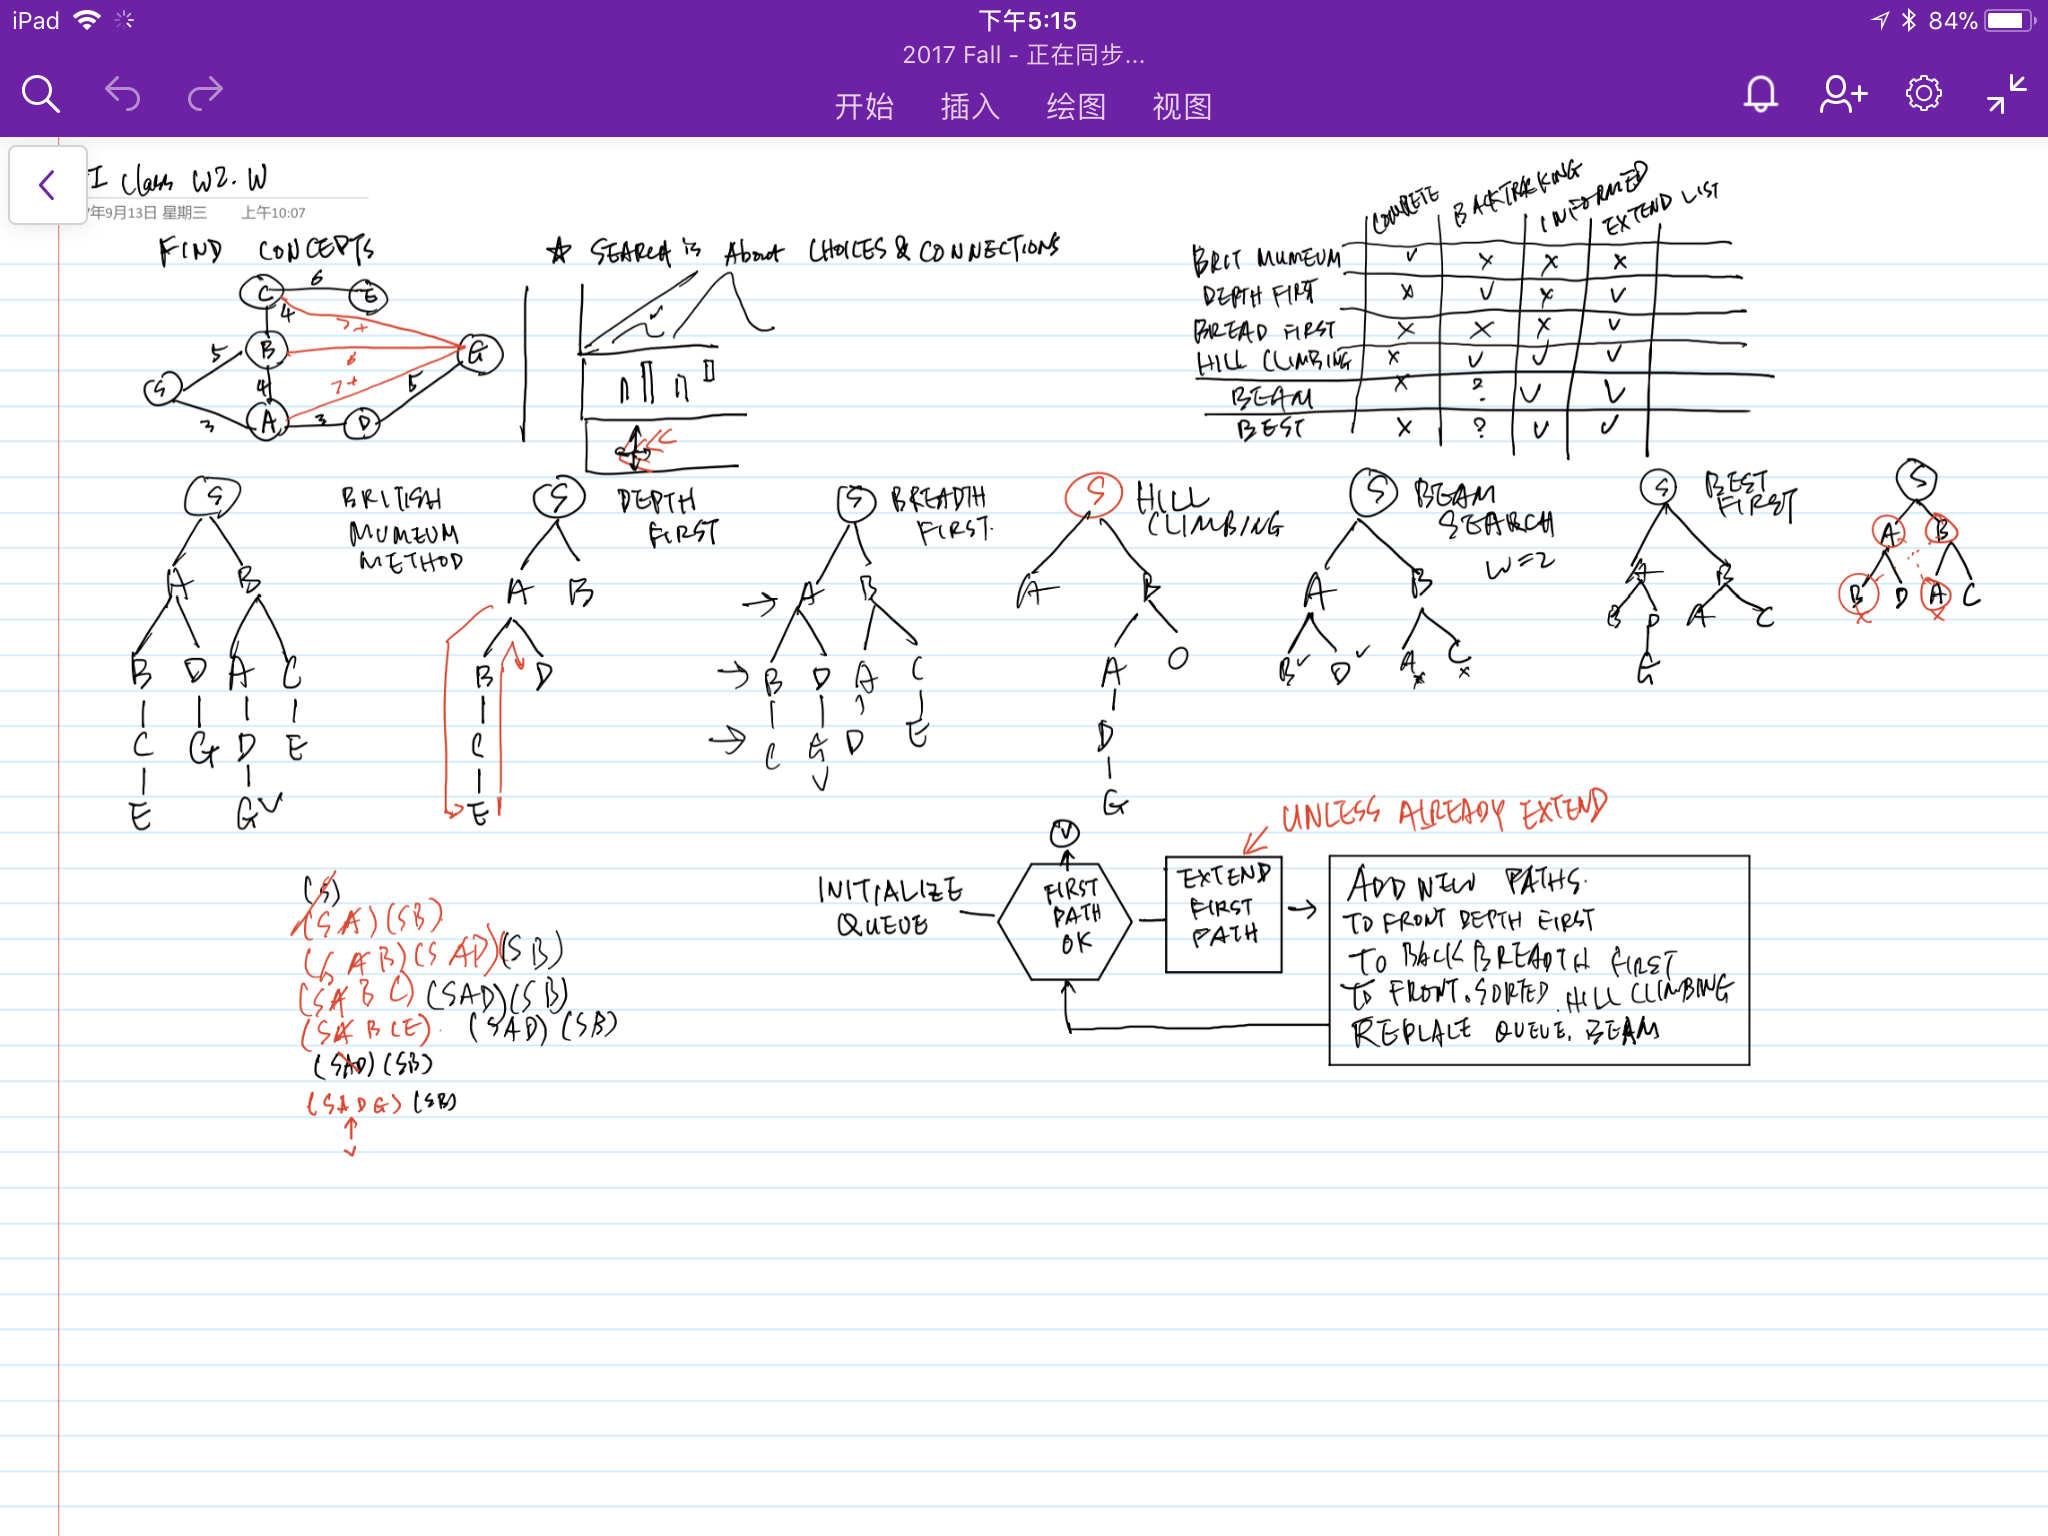 iPad 下午5:15 84%
2017 Fall - 正在同步...
开始 插入 绘图 视图
I Class W2. W
年9月13日 星期三 上午10:07
FIND CONCEPTS
☆ SEARCH is About CHOICES & CONNECTIONS
COMPLETE BACKTRACKING INFORMED EXTEND LIST
BRIT MUMEUM ✓ × × ×
DEPTH FIRST × ✓ × ✓
BREAD FIRST × × × ✓
HILL CLIMBING × ✓ ✓ ✓
BEAM × ? ✓ ✓
BEST × ? ✓ ✓
C 6 E
4 7+
5 B 6 G
S 4 7+ 5
3 A 3 D
S BRITISH
MUMEUM
METHOD
A B
B D A C
C G D E
E G ✓
S DEPTH
FIRST
A B
B D
C
E
S BREADTH
FIRST.
→ A B
→ B D A C
→ C G D E
✓
S HILL
CLIMBING
A B
A O
D
G
S BEAM
SEARCH
W=2
A B
B ✓ D ✓ A × C ×
S BEST
FIRST
A B
B D A C
G
S
A B
B D A C
× ×
UNLESS ALREADY EXTEND
(S)
(SA)(SB)
(SAB)(SAD)(SB)
(SABC)(SAD)(SB)
(SABCE). (SAD)(SB)
(SAD)(SB)
(SADG)(SB)
✓
INITIALIZE
QUEUE
✓
FIRST
PATH
OK
EXTEND
FIRST
PATH
ADD NEW PATHS.
TO FRONT DEPTH FIRST
TO BACK BREADTH FIRST
TO FRONT. SORTED. HILL CLIMBING
REPLACE QUEUE. BEAM